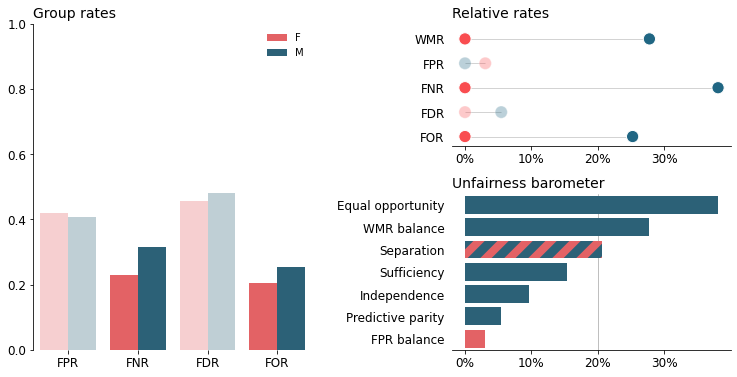 Group rates
1.0
0.8
0.6
0.4
0.2
0.0
F
M
FPR FNR FDR FOR
Relative rates
WMR
FPR
FNR
FDR
FOR
0% 10% 20% 30%
Unfairness barometer
Equal opportunity
WMR balance
Separation
Sufficiency
Independence
Predictive parity
FPR balance
0% 10% 20% 30%